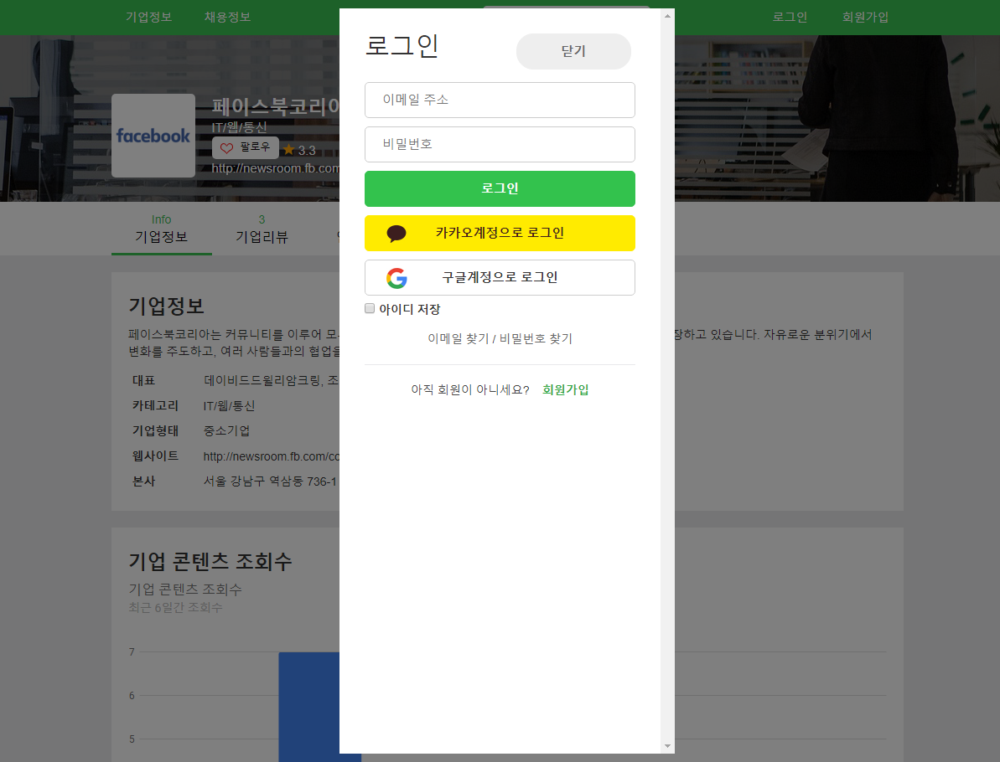 기업정보 채용정보 로그인 회원가입
로그인
닫기
이메일 주소
비밀번호
로그인
카카오계정으로 로그인
구글계정으로 로그인
아이디 저장
이메일 찾기 / 비밀번호 찾기
아직 회원이 아니세요? 회원가입
facebook
페이스북코리아
IT/웹/통신
팔로우 3.3
http://newsroom.fb.com
Info
기업정보
3
기업리뷰
기업정보
페이스북코리아는 커뮤니티를 이루어 모 장하고 있습니다. 자유로운 분위기에서
변화를 주도하고, 여러 사람들과의 협업을
대표 데이비드드윌리암크링, 조
카테고리 IT/웹/통신
기업형태 중소기업
웹사이트 http://newsroom.fb.com/co
본사 서울 강남구 역삼동 736-1
기업 콘텐츠 조회수
기업 콘텐츠 조회수
최근 6일간 조회수
7
6
5